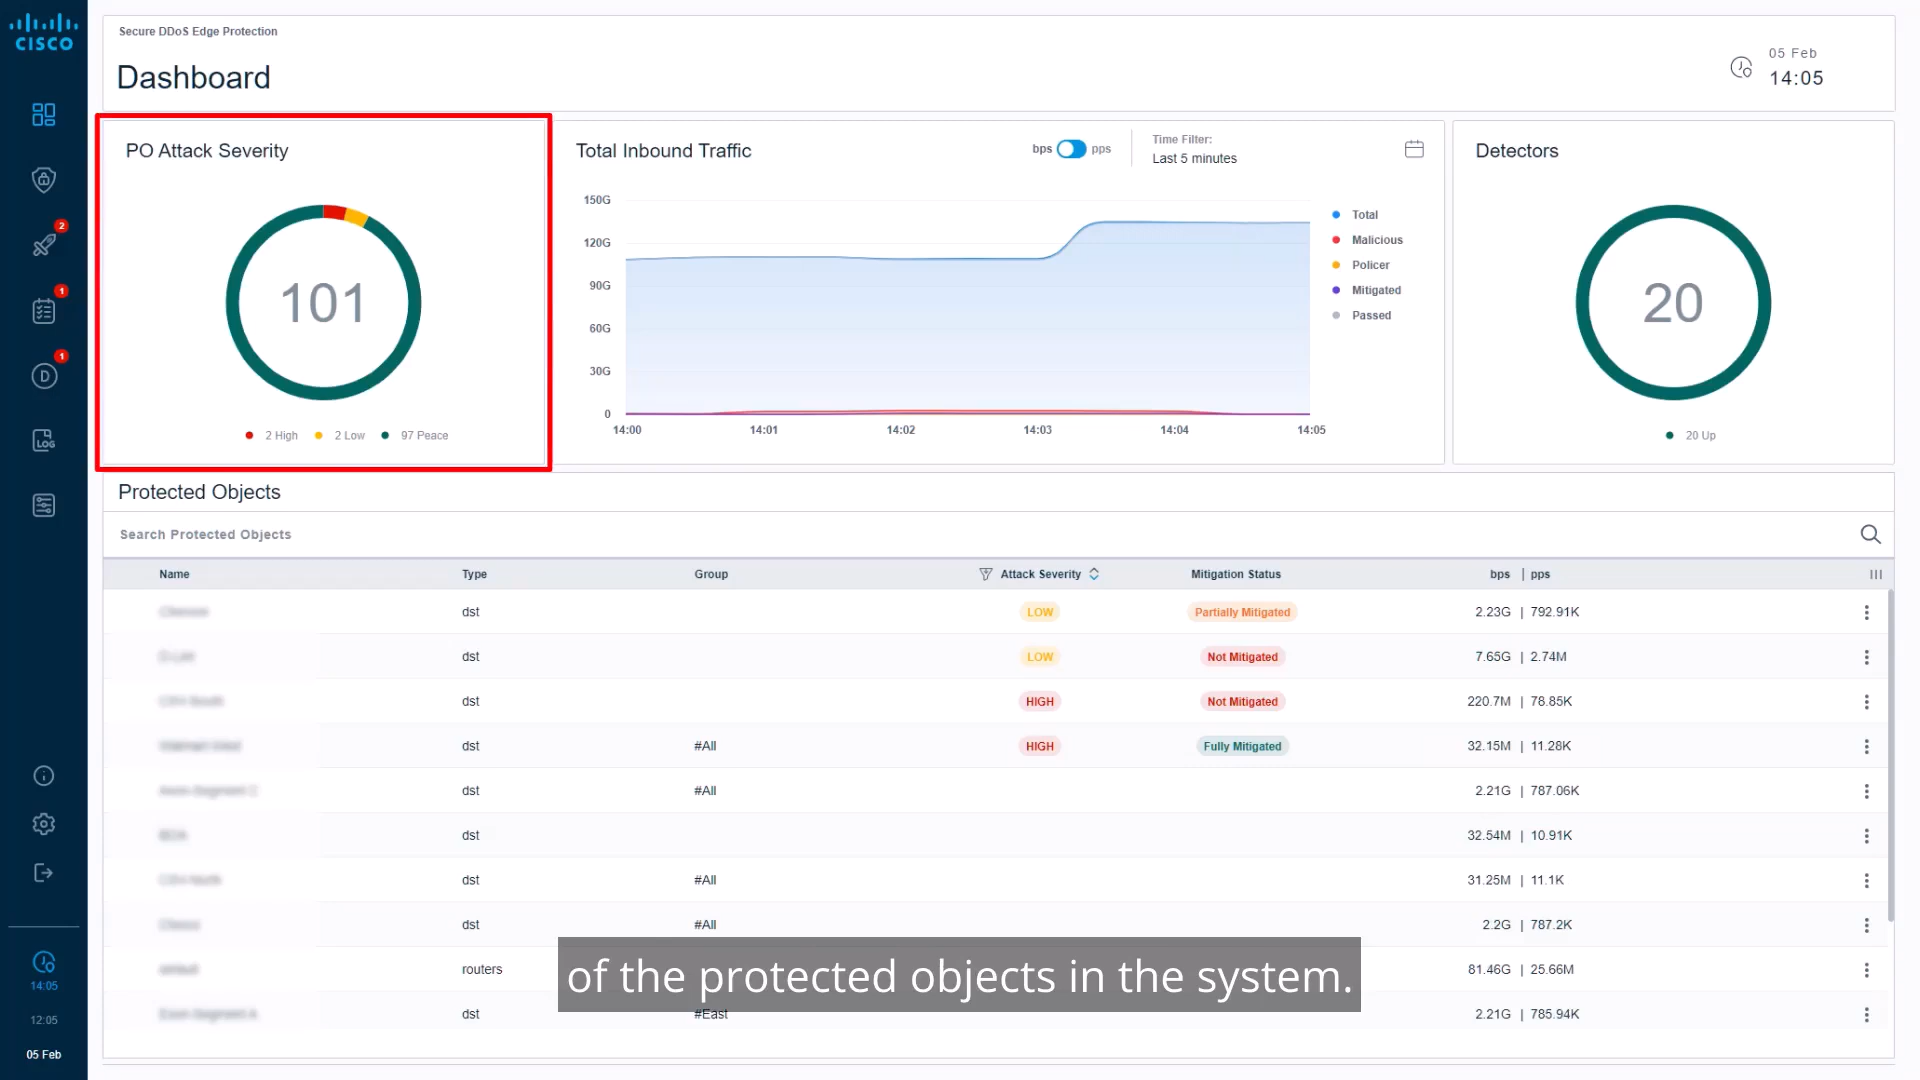 CISCO
Secure DDoS Edge Protection
Dashboard
05 Feb
14:05
2
1
1
D
LOG
14:05
12:05
05 Feb
PO Attack Severity
101
2 High 2 Low 97 Peace
Total Inbound Traffic
bps pps
Time Filter:
Last 5 minutes
150G
120G
90G
60G
30G
0
14:00 14:01 14:02 14:03 14:04 14:05
Total
Malicious
Policer
Mitigated
Passed
Detectors
20
20 Up
Protected Objects
Search Protected Objects
Name Type Group Attack Severity Mitigation Status bps | pps
dst LOW Partially Mitigated 2.23G | 792.91K
dst LOW Not Mitigated 7.65G | 2.74M
dst HIGH Not Mitigated 220.7M | 78.85K
dst #All HIGH Fully Mitigated 32.15M | 11.28K
dst #All 2.21G | 787.06K
dst 32.54M | 10.91K
dst #All 31.25M | 11.1K
dst #All 2.2G | 787.2K
routers 81.46G | 25.66M
dst #East 2.21G | 785.94K
of the protected objects in the system.